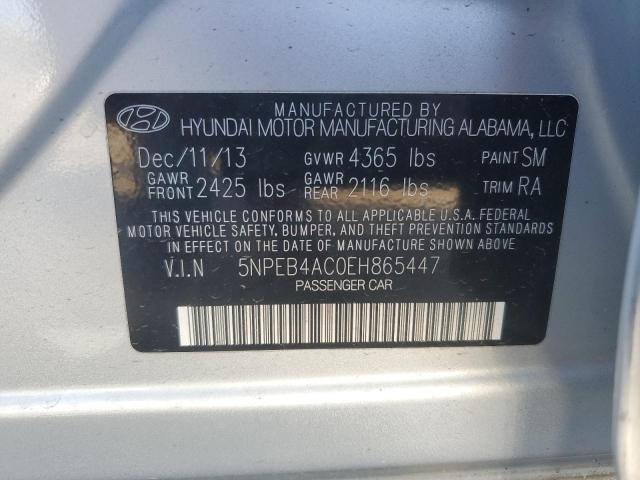 MANUFACTURED BY
HYUNDAI MOTOR MANUFACTURING ALABAMA, LLC
Dec/11/13 GVWR 4365 lbs PAINT SM
GAWR FRONT 2425 lbs GAWR REAR 2116 lbs TRIM RA
THIS VEHICLE CONFORMS TO ALL APPLICABLE U.S.A. FEDERAL
MOTOR VEHICLE SAFETY, BUMPER, AND THEFT PREVENTION STANDARDS
IN EFFECT ON THE DATE OF MANUFACTURE SHOWN ABOVE
V.I.N 5NPEB4AC0EH865447
PASSENGER CAR